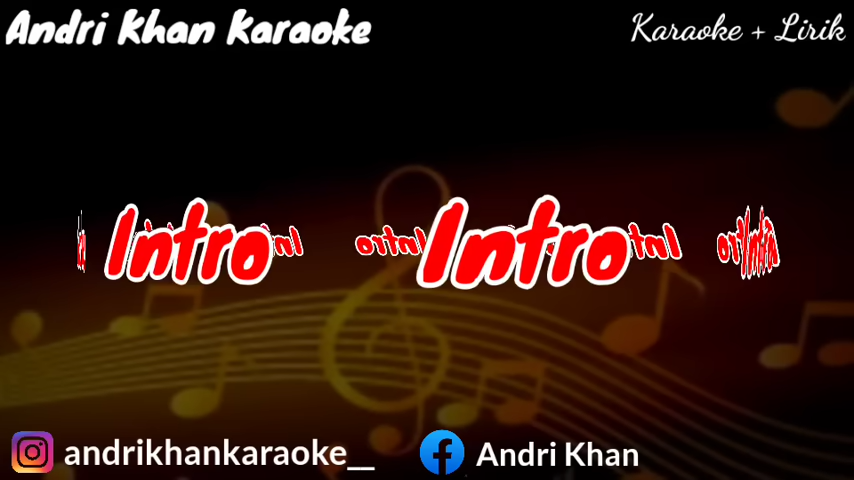 Andri Khan Karaoke
Karaoke + Lirik
Intro Intro
andrikhankaraoke__
Andri Khan